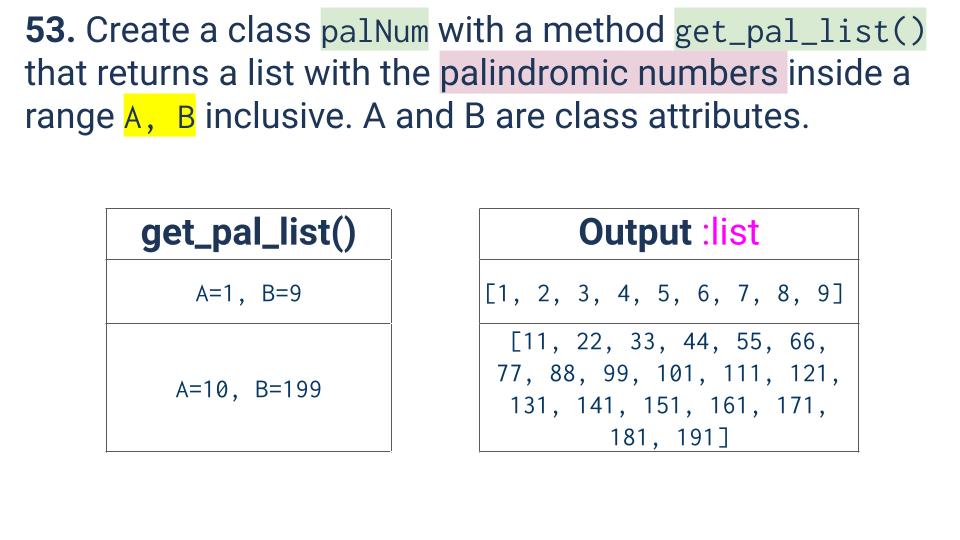 53. Create a class palNum with a method get_pal_list()
that returns a list with the palindromic numbers inside a
range A, B inclusive. A and B are class attributes.
get_pal_list()
Output :list
A=1, B=9
[1, 2, 3, 4, 5, 6, 7, 8, 9]
A=10, B=199
[11, 22, 33, 44, 55, 66,
77, 88, 99, 101, 111, 121,
131, 141, 151, 161, 171,
181, 191]